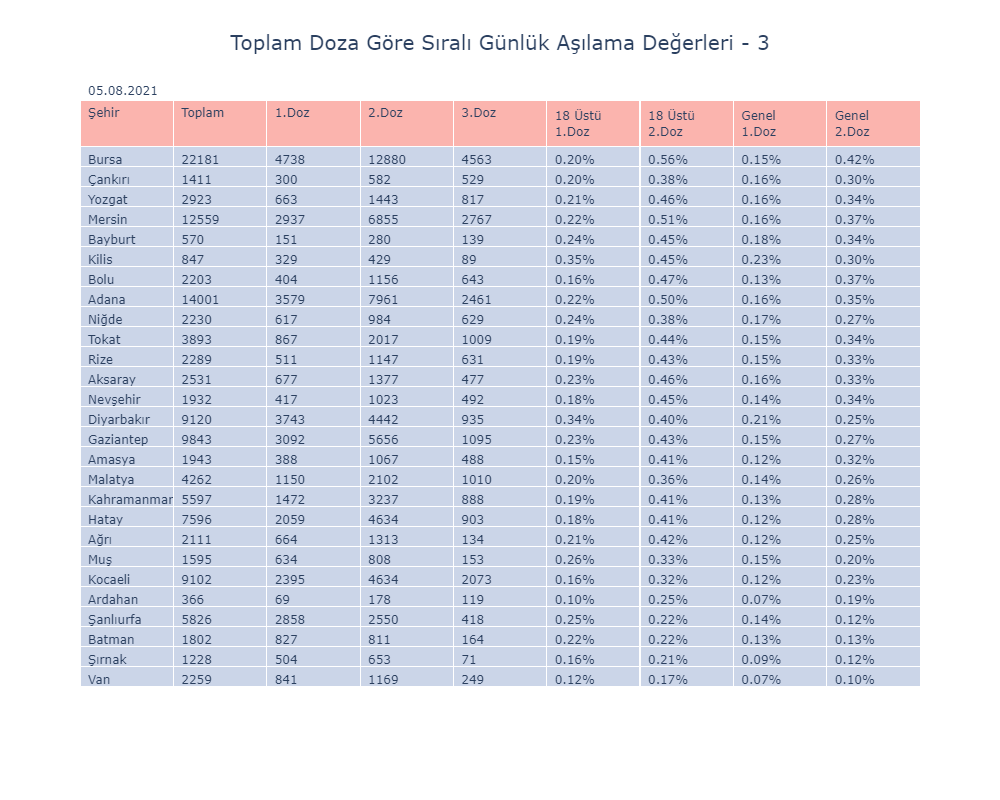 Toplam Doza Göre Sıralı Günlük Aşılama Değerleri - 3
05.08.2021
Şehir Toplam 1.Doz 2.Doz 3.Doz 18 Üstü 1.Doz 18 Üstü 2.Doz Genel 1.Doz Genel 2.Doz
Bursa 22181 4738 12880 4563 0.20% 0.56% 0.15% 0.42%
Çankırı 1411 300 582 529 0.20% 0.38% 0.16% 0.30%
Yozgat 2923 663 1443 817 0.21% 0.46% 0.16% 0.34%
Mersin 12559 2937 6855 2767 0.22% 0.51% 0.16% 0.37%
Bayburt 570 151 280 139 0.24% 0.45% 0.18% 0.34%
Kilis 847 329 429 89 0.35% 0.45% 0.23% 0.30%
Bolu 2203 404 1156 643 0.16% 0.47% 0.13% 0.37%
Adana 14001 3579 7961 2461 0.22% 0.50% 0.16% 0.35%
Niğde 2230 617 984 629 0.24% 0.38% 0.17% 0.27%
Tokat 3893 867 2017 1009 0.19% 0.44% 0.15% 0.34%
Rize 2289 511 1147 631 0.19% 0.43% 0.15% 0.33%
Aksaray 2531 677 1377 477 0.23% 0.46% 0.16% 0.33%
Nevşehir 1932 417 1023 492 0.18% 0.45% 0.14% 0.34%
Diyarbakır 9120 3743 4442 935 0.34% 0.40% 0.21% 0.25%
Gaziantep 9843 3092 5656 1095 0.23% 0.43% 0.15% 0.27%
Amasya 1943 388 1067 488 0.15% 0.41% 0.12% 0.32%
Malatya 4262 1150 2102 1010 0.20% 0.36% 0.14% 0.26%
Kahramanmar 5597 1472 3237 888 0.19% 0.41% 0.13% 0.28%
Hatay 7596 2059 4634 903 0.18% 0.41% 0.12% 0.28%
Ağrı 2111 664 1313 134 0.21% 0.42% 0.12% 0.25%
Muş 1595 634 808 153 0.26% 0.33% 0.15% 0.20%
Kocaeli 9102 2395 4634 2073 0.16% 0.32% 0.12% 0.23%
Ardahan 366 69 178 119 0.10% 0.25% 0.07% 0.19%
Şanlıurfa 5826 2858 2550 418 0.25% 0.22% 0.14% 0.12%
Batman 1802 827 811 164 0.22% 0.22% 0.13% 0.13%
Şırnak 1228 504 653 71 0.16% 0.21% 0.09% 0.12%
Van 2259 841 1169 249 0.12% 0.17% 0.07% 0.10%